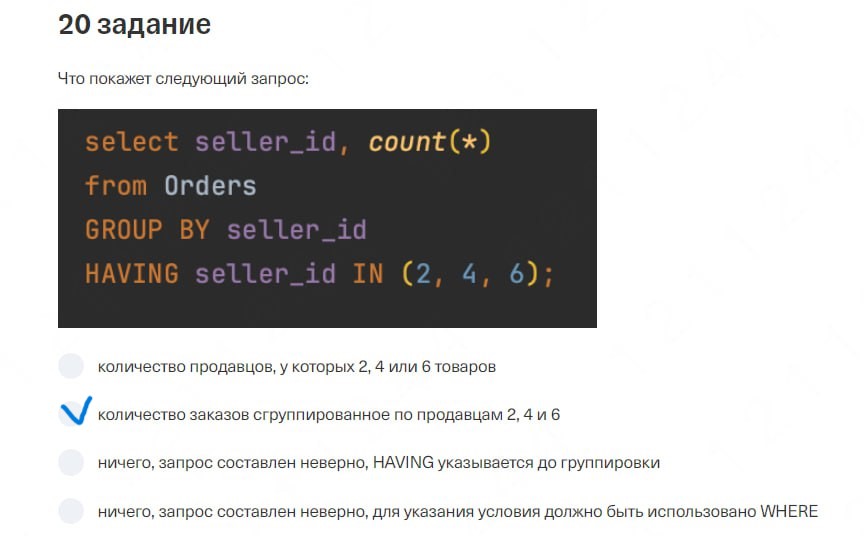 20 задание
Что покажет следующий запрос:
select seller_id, count(*)
from Orders
GROUP BY seller_id
HAVING seller_id IN (2, 4, 6);
количество продавцов, у которых 2, 4 или 6 товаров
количество заказов сгруппированное по продавцам 2, 4 и 6
ничего, запрос составлен неверно, HAVING указывается до группировки
ничего, запрос составлен неверно, для указания условия должно быть использовано WHERE